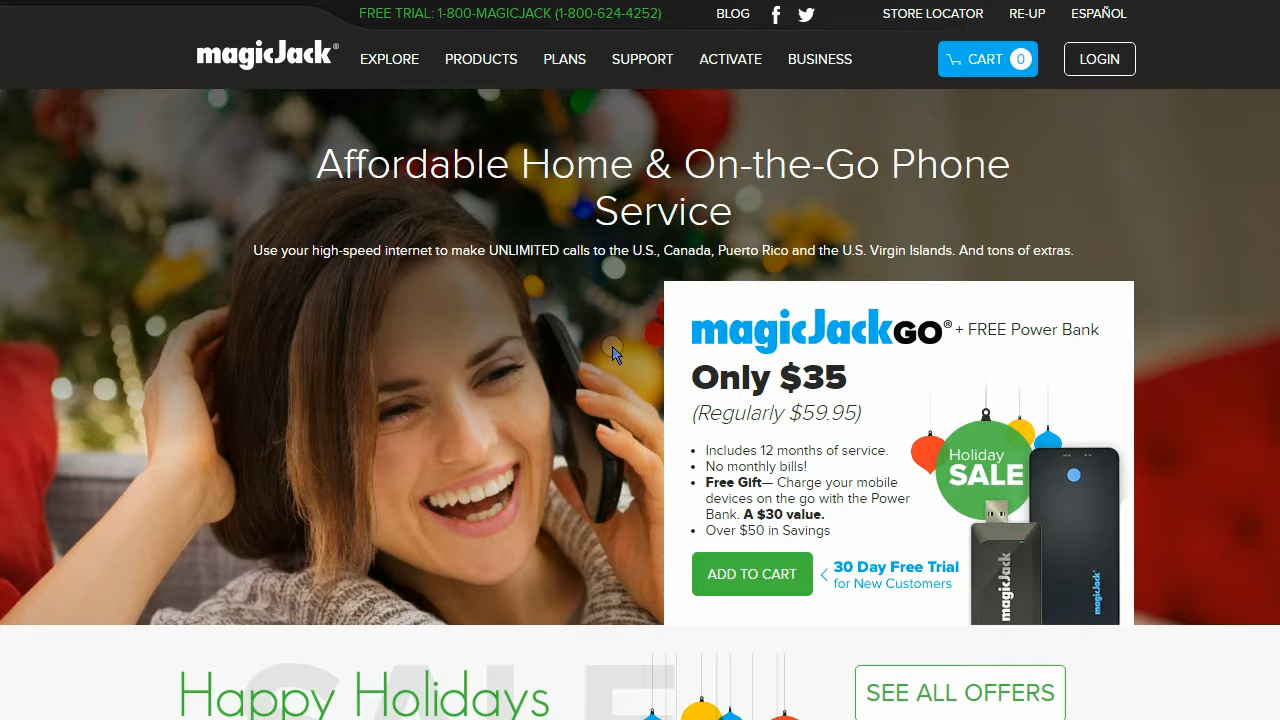 FREE TRIAL: 1-800-MAGICJACK (1-800-624-4252)
BLOG
STORE LOCATOR
RE-UP
ESPAÑOL
magicJack®
EXPLORE
PRODUCTS
PLANS
SUPPORT
ACTIVATE
BUSINESS
CART 0
LOGIN
Affordable Home & On-the-Go Phone
Service
Use your high-speed internet to make UNLIMITED calls to the U.S., Canada, Puerto Rico and the U.S. Virgin Islands. And tons of extras.
magicJackGO® + FREE Power Bank
Only $35
(Regularly $59.95)
• Includes 12 months of service.
• No monthly bills!
• Free Gift— Charge your mobile
devices on the go with the Power
Bank. A $30 value.
• Over $50 in Savings
Holiday
SALE
magicJack
magicJack
ADD TO CART
30 Day Free Trial
for New Customers
SALE
Happy Holidays
SEE ALL OFFERS